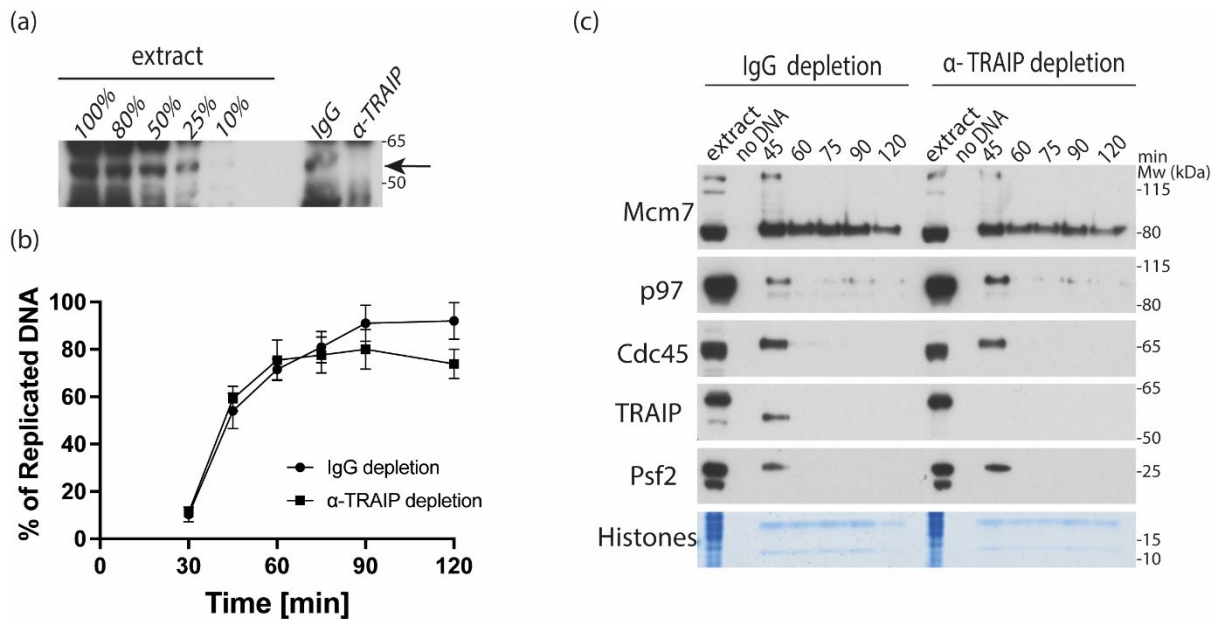 (a)
extract
100% 80% 50% 25% 10% IgG α-TRAIP
-65
-50
(b)
% of Replicated DNA
100
80
60
40
20
0
IgG depletion
α-TRAIP depletion
0 30 60 90 120
Time [min]
(c)
IgG depletion α- TRAIP depletion
extract no DNA 45 60 75 90 120 extract no DNA 45 60 75 90 120 min
Mw (kDa)
-115
Mcm7
-80
-115
p97
-80
Cdc45 -65
-65
TRAIP
-50
Psf2 -25
Histones -15
-10